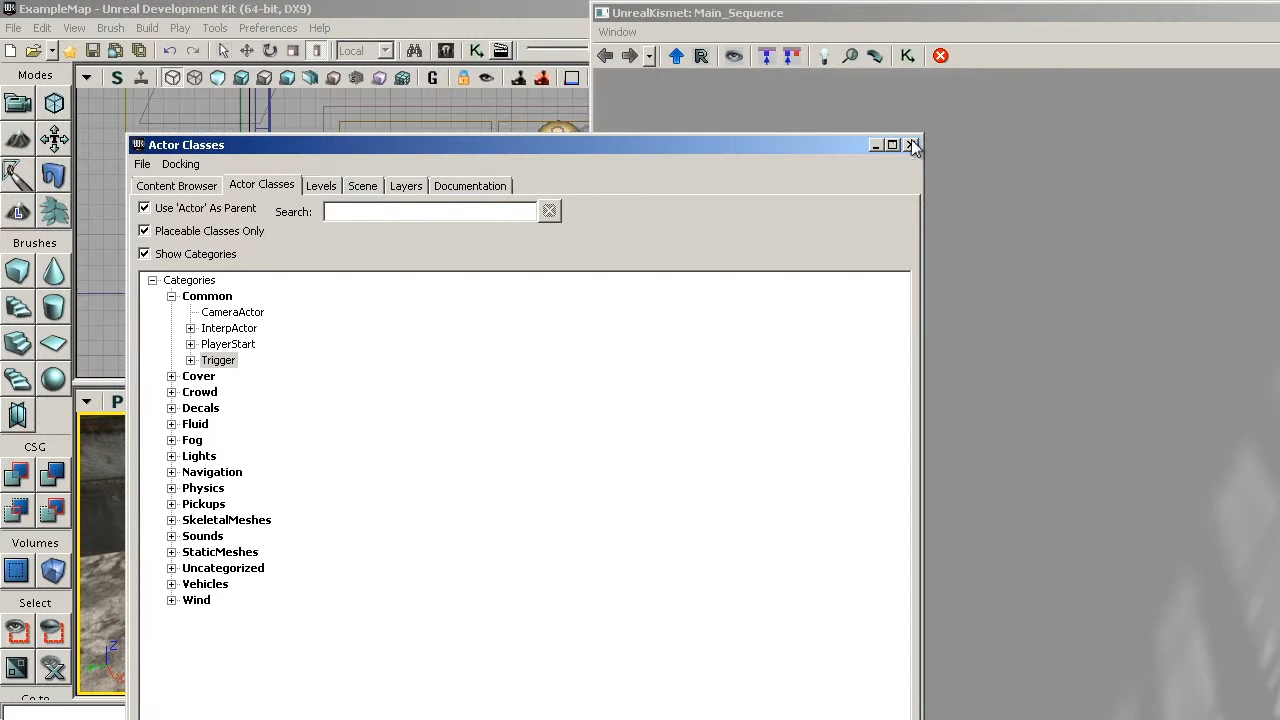 ExampleMap - Unreal Development Kit (64-bit, DX9)
UnrealKismet: Main_Sequence
File Edit View Brush Build Play Tools Preferences Help
Window
Local
K
R
K
Modes
S
G
Actor Classes
File Docking
Content Browser Actor Classes Levels Scene Layers Documentation
Use 'Actor' As Parent
Search:
Placeable Classes Only
Show Categories
Brushes
Categories
Common
CameraActor
InterpActor
PlayerStart
Trigger
Cover
Crowd
Decals
Fluid
Fog
Lights
Navigation
Physics
Pickups
SkeletalMeshes
Sounds
StaticMeshes
Uncategorized
Vehicles
Wind
P
CSG
Volumes
Select
Z
Go to